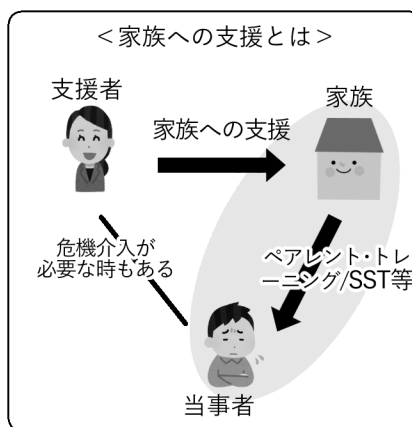 ＜家族への支援とは＞
支援者
家族
家族への支援
危機介入が
必要な時もある
ペアレント・トレ
ーニング/SST等
当事者